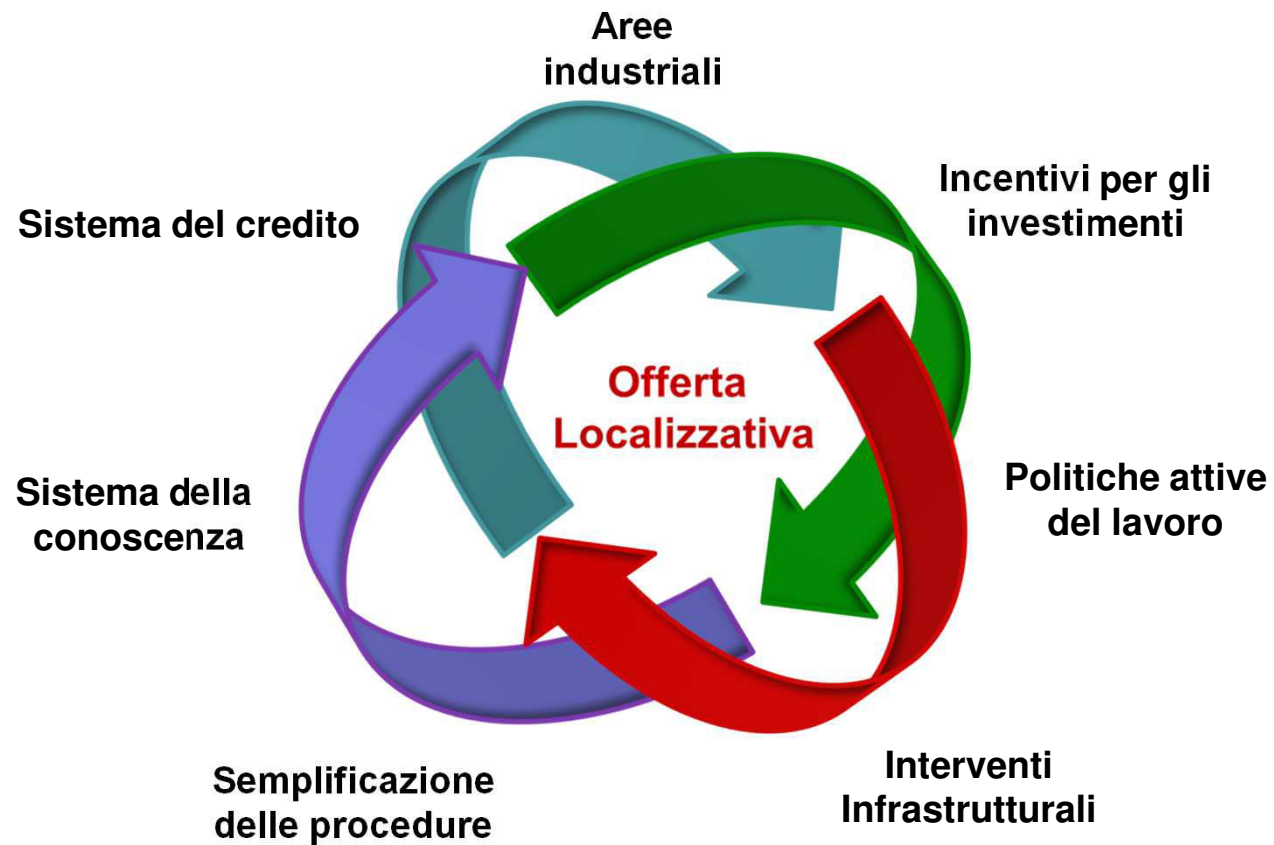 Aree
industriali
Incentivi per gli
investimenti
Sistema del credito
Offerta
Localizzativa
Politiche attive
del lavoro
Sistema della
conoscenza
Interventi
Infrastrutturali
Semplificazione
delle procedure